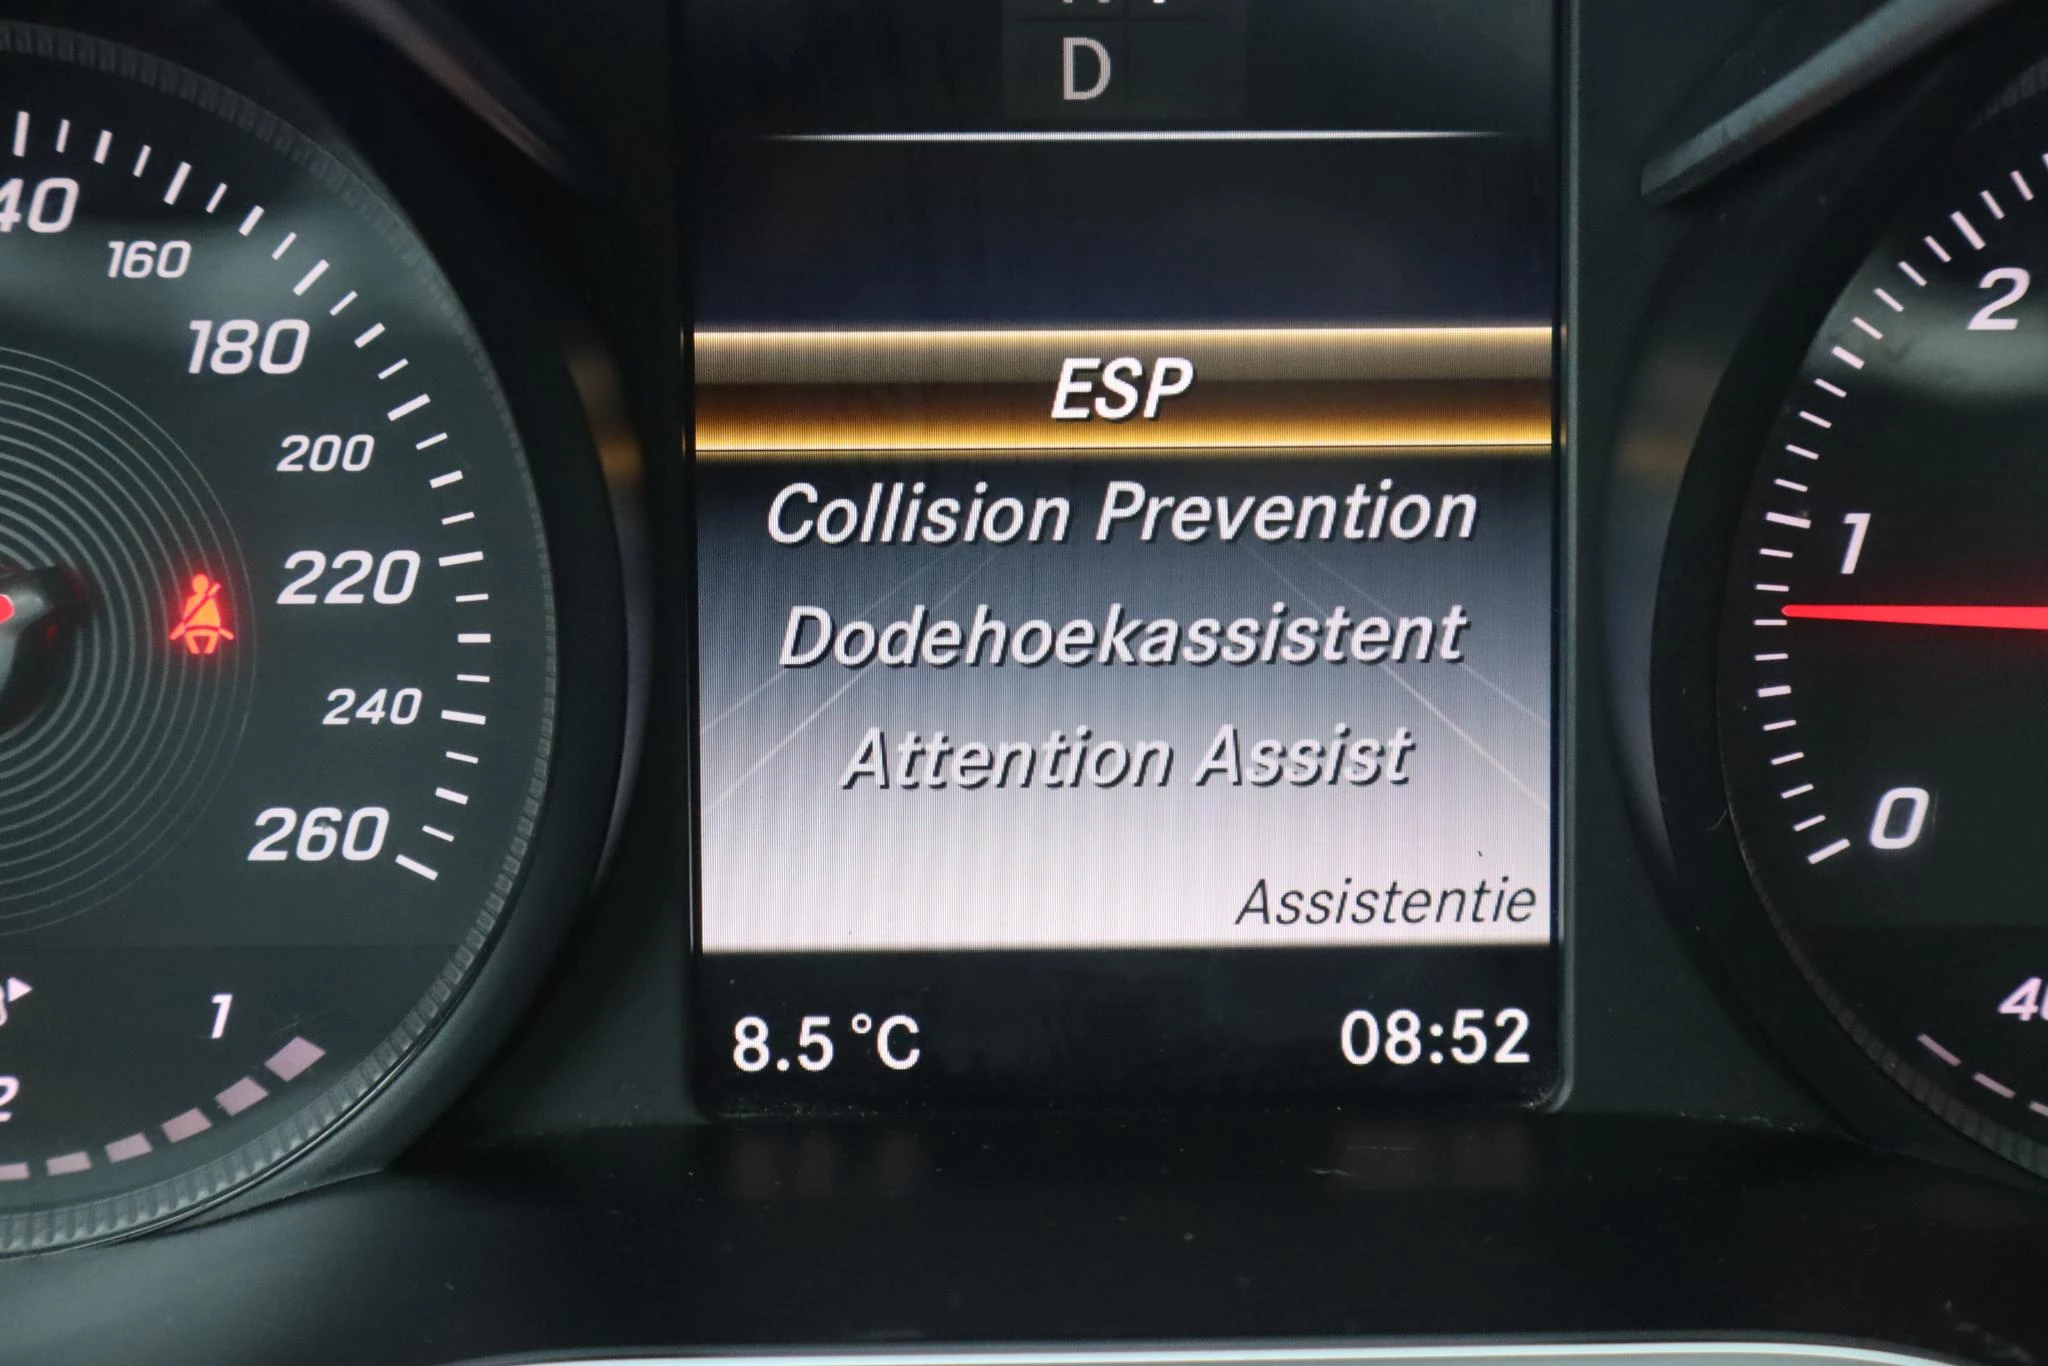 D
160
180
200
220
240
260
1
ESP
Collision Prevention
Dodehoekassistent
Attention Assist
Assistentie
8.5 °C
08:52
2
1
0